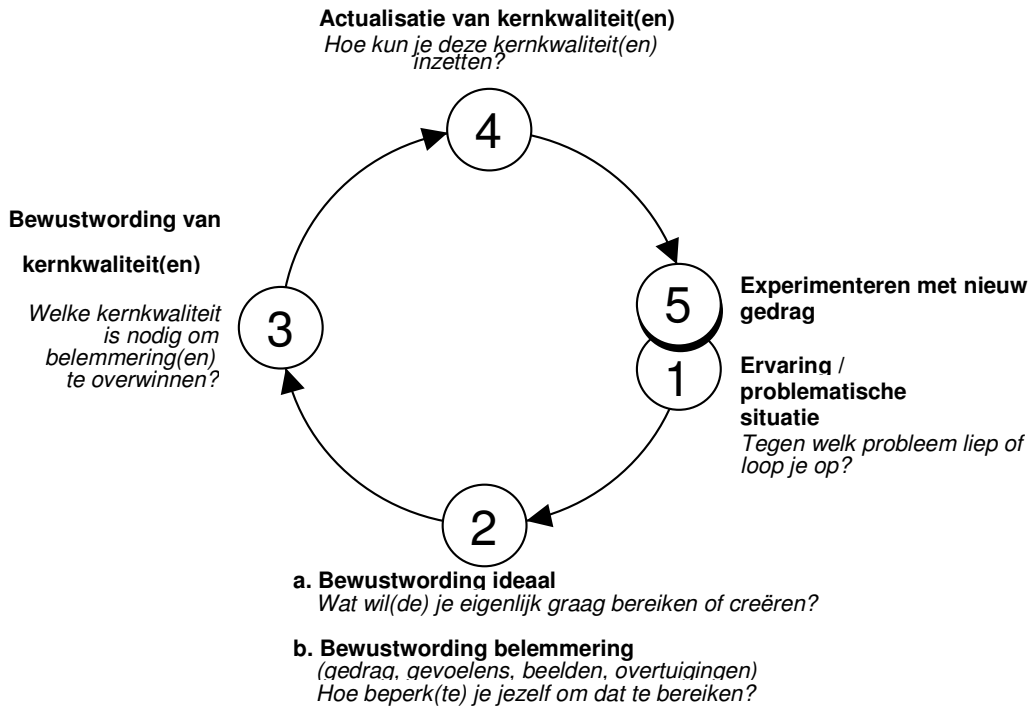 Actualisatie van kernkwaliteit(en)
Hoe kun je deze kernkwaliteit(en)
inzetten?
4
Bewustwording van
kernkwaliteit(en)
Welke kernkwaliteit
is nodig om
belemmering(en)
te overwinnen?
3
5
Experimenteren met nieuw
gedrag
1
Ervaring /
problematische
situatie
Tegen welk probleem liep of
loop je op?
2
a. Bewustwording ideaal
Wat wil(de) je eigenlijk graag bereiken of creëren?
b. Bewustwording belemmering
(gedrag, gevoelens, beelden, overtuigingen)
Hoe beperk(te) je jezelf om dat te bereiken?